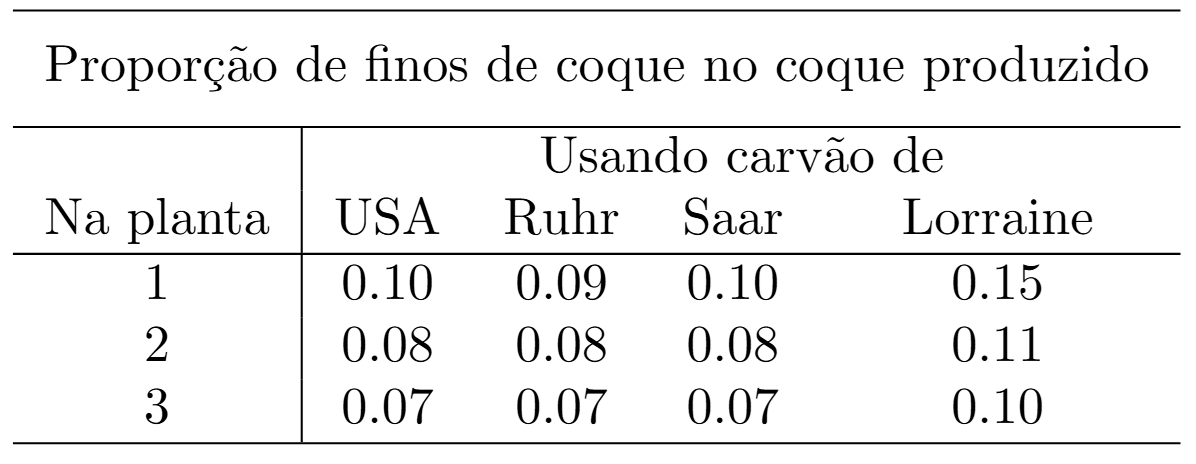 Proporção de finos de coque no coque produzido
Usando carvão de
Na planta USA Ruhr Saar Lorraine
1 0.10 0.09 0.10 0.15
2 0.08 0.08 0.08 0.11
3 0.07 0.07 0.07 0.10